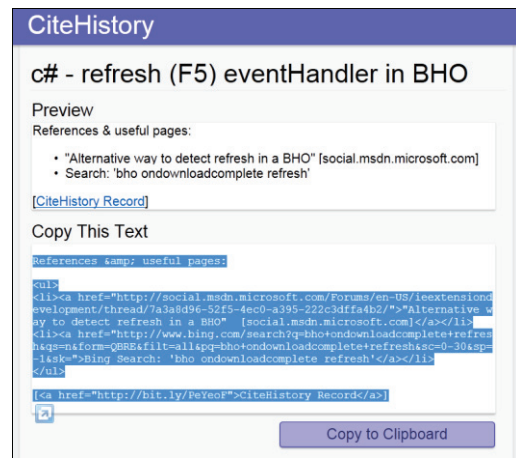 CiteHistory
c# - refresh (F5) eventHandler in BHO
Preview
References & useful pages:
• "Alternative way to detect refresh in a BHO" [social.msdn.microsoft.com]
• Search: 'bho ondownloadcomplete refresh'
[CiteHistory Record]
Copy This Text
References &amp; useful pages:
<ul>
<li><a href="http://social.msdn.microsoft.com/Forums/en-US/ieextensiond
evelopment/thread/7a3a8d96-52f5-4ec0-a395-222c3dffa4b2/">"Alternative w
ay to detect refresh in a BHO"  [social.msdn.microsoft.com]</a></li>
<li><a href="http://www.bing.com/search?q=bho+ondownloadcomplete+refres
h&qs=n&form=QBRE&filt=all&pq=bho+ondownloadcomplete+refresh&sc=0-30&sp=
-1&sk=">Bing Search: 'bho ondownloadcomplete refresh'</a></li>
</ul>
[<a href="http://bit.ly/PeYeoF">CiteHistory Record</a>]
Copy to Clipboard